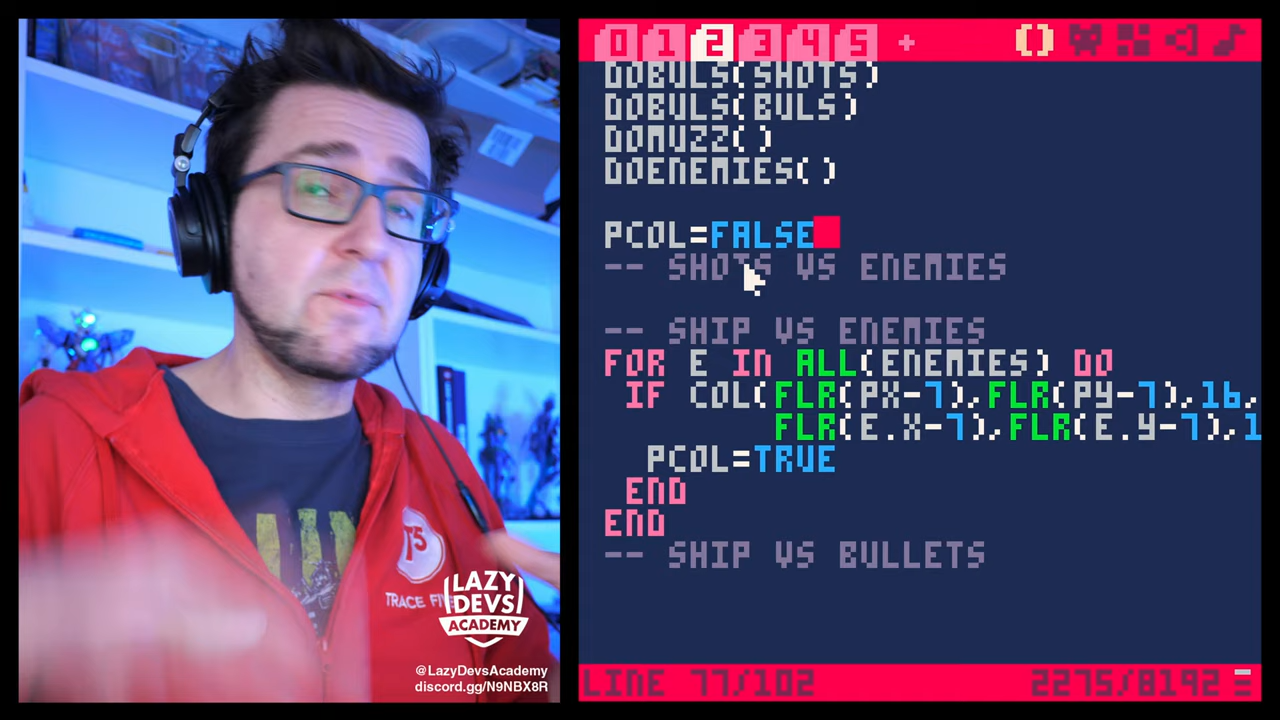 0 1 2 3 4 5 +
DOBULS(SHOTS)
DOBULS(BULS)
DOMUZZ()
DOENEMIES()
PCOL=FALSE
-- SHOTS VS ENEMIES
-- SHIP VS ENEMIES
FOR E IN ALL(ENEMIES) DO
IF COL(FLR(PX-7),FLR(PY-7),16,
FLR(E.X-7),FLR(E.Y-7),1
PCOL=TRUE
END
END
-- SHIP VS BULLETS
LINE 77/102
2275/8192
T5
TRACE FIV
LAZY
DEVS
ACADEMY
@LazyDevsAcademy
discord.gg/N9NBX8R